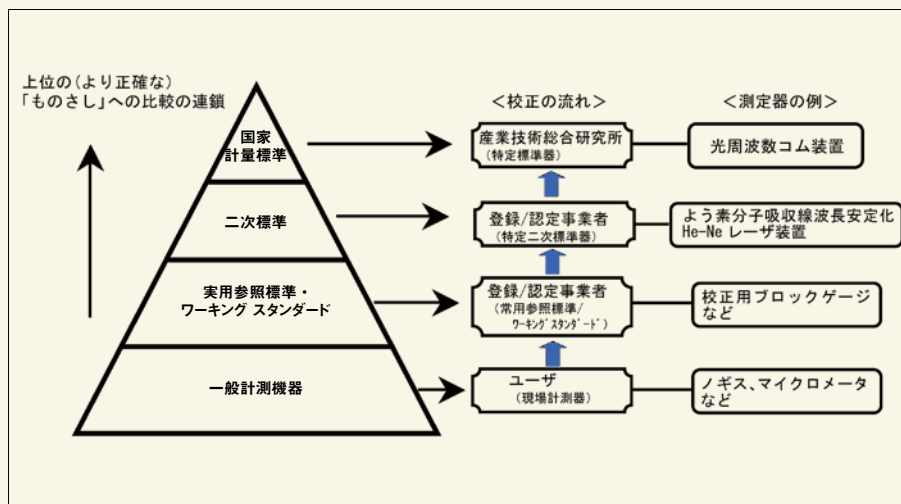 上位の(より正確な)
「ものさし」への比較の連鎖
＜校正の流れ＞
＜測定器の例＞
国家
計量標準
産業技術総合研究所
(特定標準器)
光周波数コム装置
二次標準
登録/認定事業者
(特定二次標準器)
よう素分子吸収線波長安定化
He-Ne レーザ装置
実用参照標準・
ワーキング スタンダード
登録/認定事業者
(常用参照標準/
ﾜｰｷﾝｸﾞｽﾀﾝﾀﾞｰﾄﾞ)
校正用ブロックゲージ
など
一般計測機器
ユーザ
(現場計測器)
ノギス、マイクロメータ
など